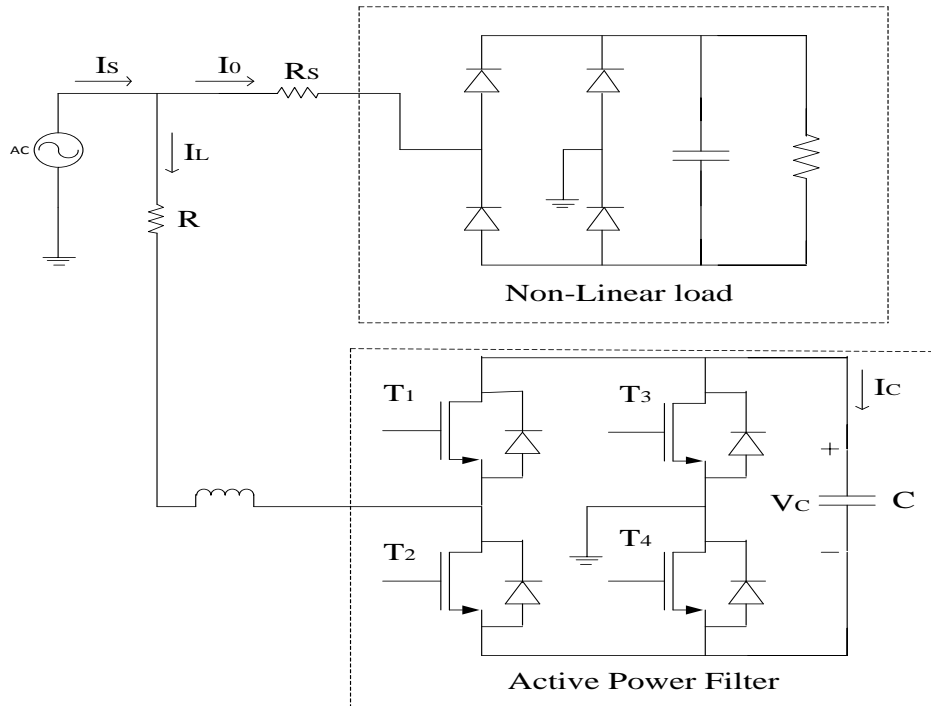 IS
I0
RS
AC
IL
R
Non-Linear load
T1
T3
IC
+
VC
C
T2
T4
−
Active Power Filter